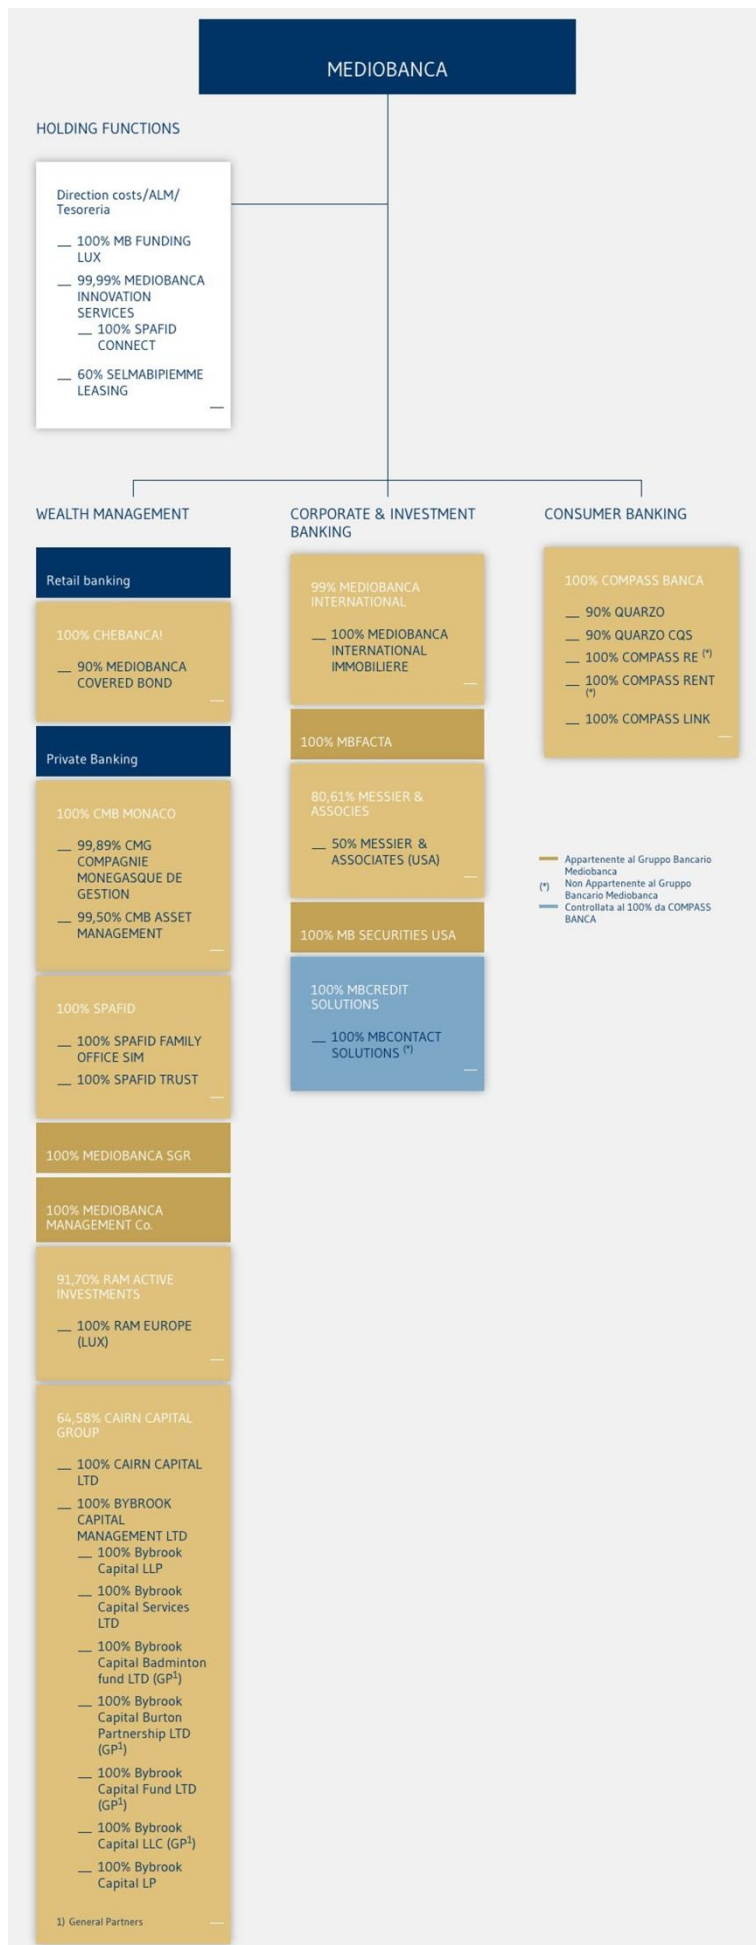 MEDIOBANCA
HOLDING FUNCTIONS
Direction costs/ALM/
Tesoreria
100% MB FUNDING
LUX
99,99% MEDIOBANCA
INNOVATION
SERVICES
100% SPAFID
CONNECT
60% SELMABIPIEMME
LEASING
WEALTH MANAGEMENT
Retail banking
100% CHEBANCA!
90% MEDIOBANCA
COVERED BOND
Private Banking
100% CMB MONACO
99,89% CMG
COMPAGNIE
MONEGASQUE DE
GESTION
99,50% CMB ASSET
MANAGEMENT
100% SPAFID
100% SPAFID FAMILY
OFFICE SIM
100% SPAFID TRUST
100% MEDIOBANCA SGR
100% MEDIOBANCA
MANAGEMENT Co.
91,70% RAM ACTIVE
INVESTMENTS
100% RAM EUROPE
(LUX)
64,58% CAIRN CAPITAL
GROUP
100% CAIRN CAPITAL
LTD
100% BYBROOK
CAPITAL
MANAGEMENT LTD
100% Bybrook
Capital LLP
100% Bybrook
Capital Services
LTD
100% Bybrook
Capital Badminton
fund LTD (GP¹)
100% Bybrook
Capital Burton
Partnership LTD
(GP¹)
100% Bybrook
Capital Fund LTD
(GP¹)
100% Bybrook
Capital LLC (GP¹)
100% Bybrook
Capital LP
1) General Partners
CORPORATE & INVESTMENT
BANKING
99% MEDIOBANCA
INTERNATIONAL
100% MEDIOBANCA
INTERNATIONAL
IMMOBILIERE
100% MBFACTA
80,61% MESSIER &
ASSOCIES
50% MESSIER &
ASSOCIATES (USA)
100% MB SECURITIES USA
100% MBCREDIT
SOLUTIONS
100% MBCONTACT
SOLUTIONS (*)
CONSUMER BANKING
100% COMPASS BANCA
90% QUARZO
90% QUARZO CQS
100% COMPASS RE (*)
100% COMPASS RENT
(*)
100% COMPASS LINK
Appartenente al Gruppo Bancario
Mediobanca
(*) Non Appartenente al Gruppo
Bancario Mediobanca
Controllata al 100% da COMPASS
BANCA